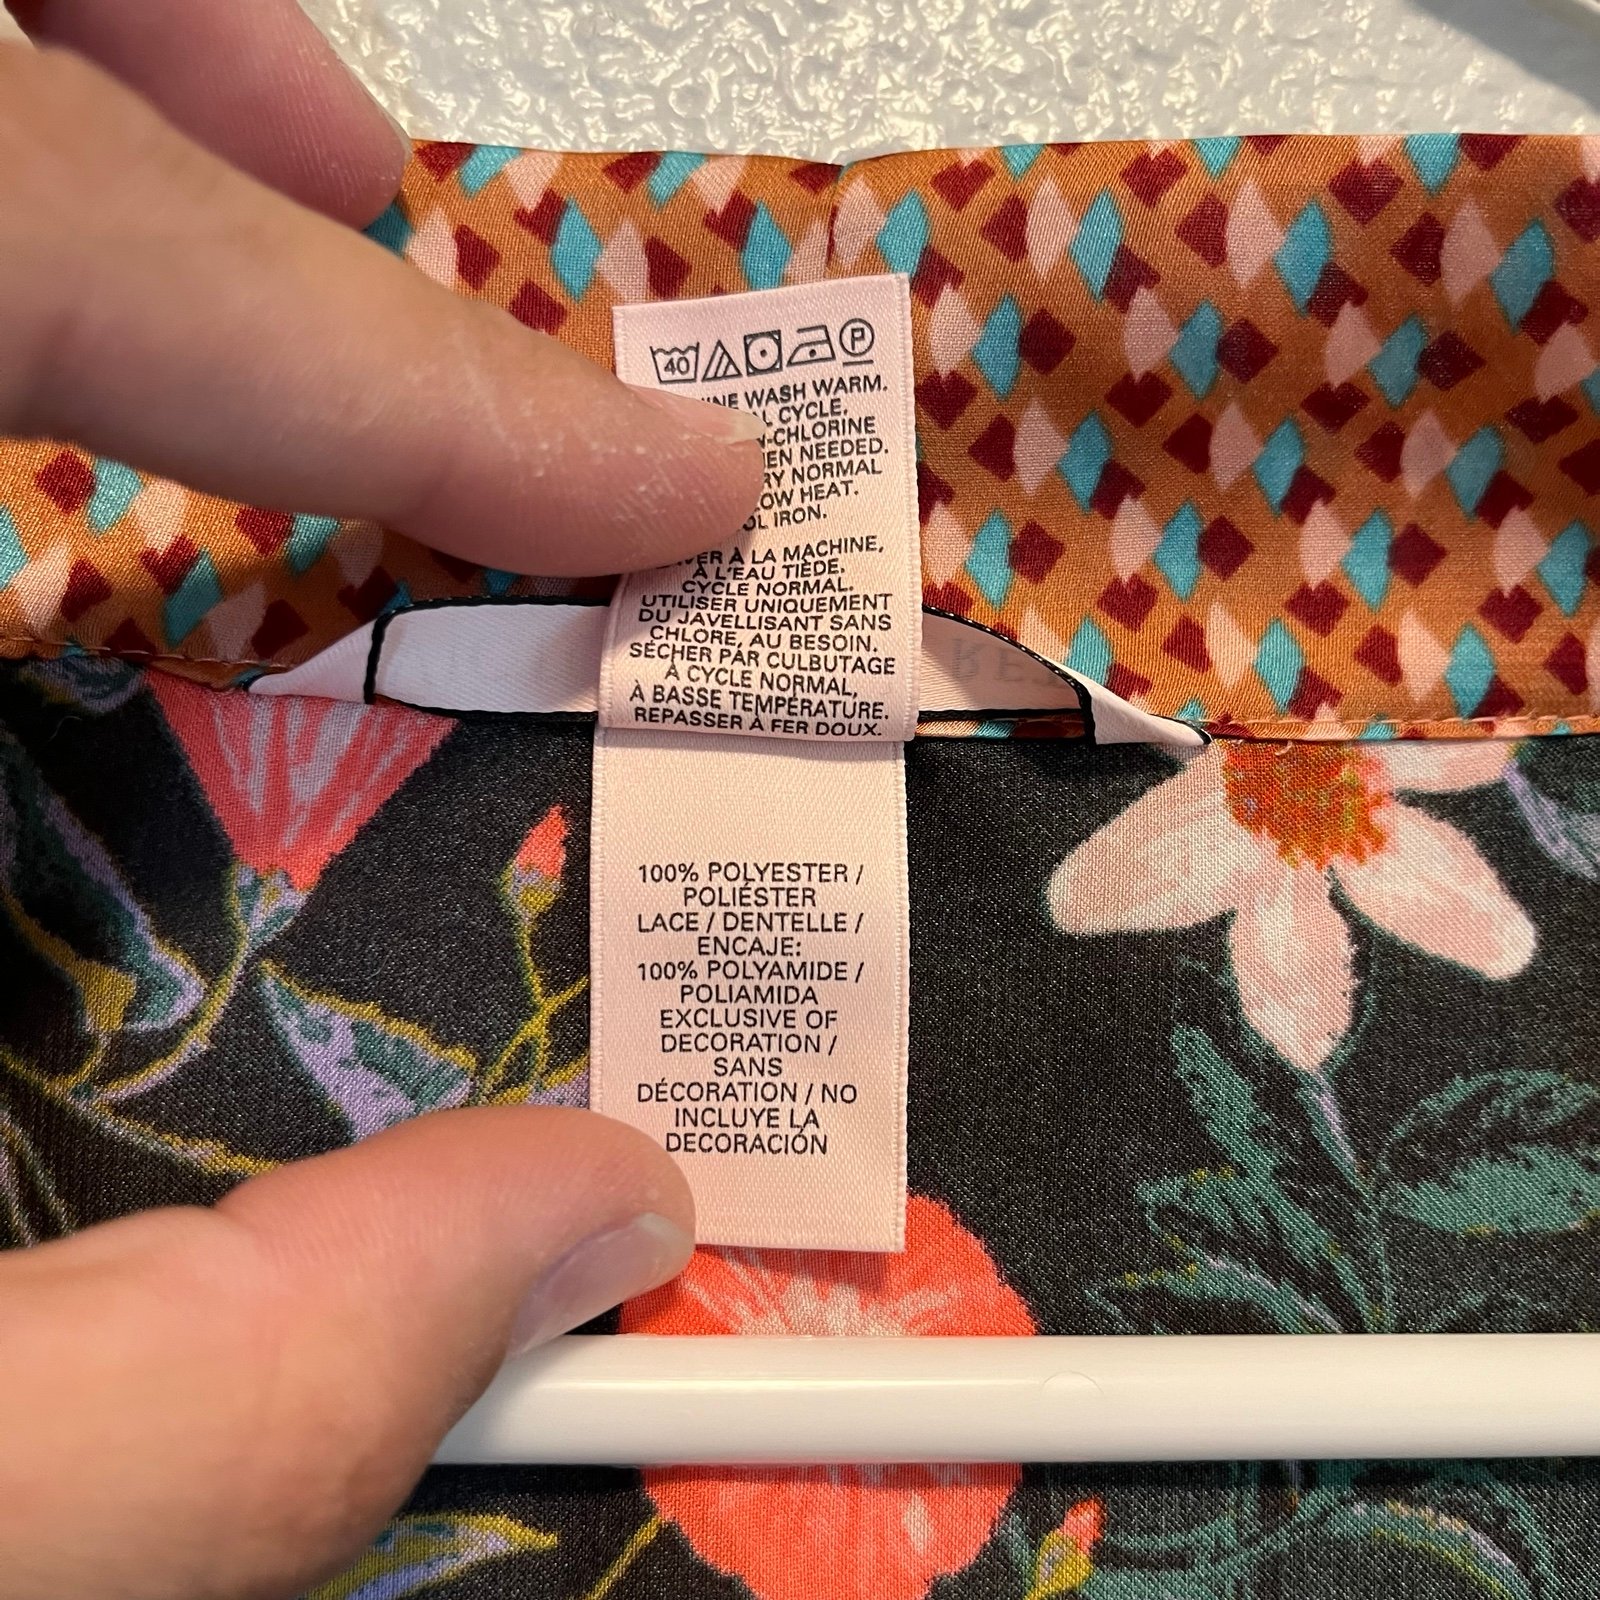 40 P
WASH WARM.
CYCLE.
-CHLORINE
NEEDED.
NORMAL
HEAT.
IRON.
À LA MACHINE,
À L'EAU TIÈDE.
CYCLE NORMAL.
UTILISER UNIQUEMENT
DU JAVELLISANT SANS
CHLORE, AU BESOIN.
SÉCHER PAR CULBUTAGE
À CYCLE NORMAL,
À BASSE TEMPÉRATURE.
REPASSER À FER DOUX.
100% POLYESTER /
POLIÉSTER
LACE / DENTELLE /
ENCAJE:
100% POLYAMIDE /
POLIAMIDA
EXCLUSIVE OF
DECORATION /
SANS
DÉCORATION / NO
INCLUYE LA
DECORACIÓN